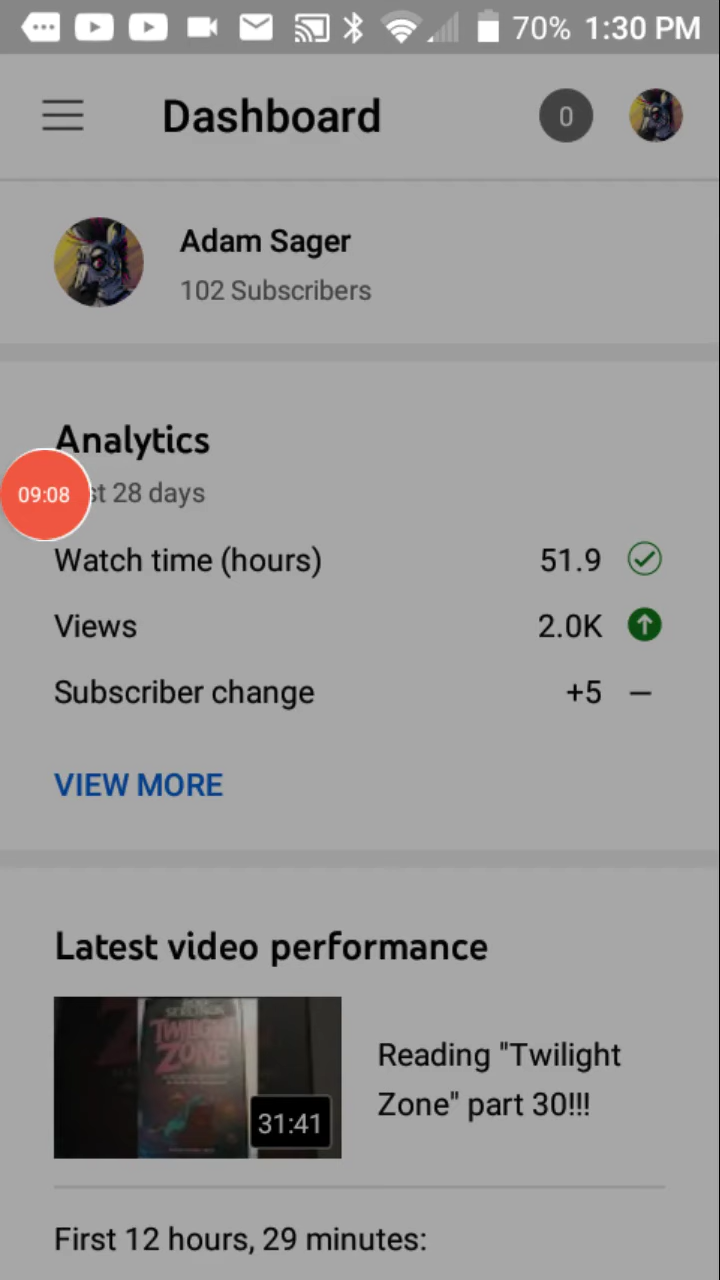 70% 1:30 PM
Dashboard
0
Adam Sager
102 Subscribers
Analytics
09:08
st 28 days
Watch time (hours) 51.9
Views 2.0K
Subscriber change +5 –
VIEW MORE
Latest video performance
TWILIGHT
ZONE
31:41
Reading "Twilight
Zone" part 30!!!
First 12 hours, 29 minutes: